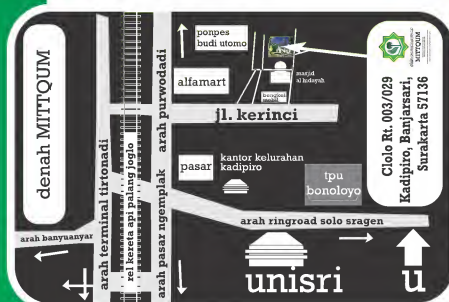 denah MITTQUM
ponpes
budi utomo
alfamart
masjid
al hidayah
bengkel
MITTQUM
Clolo Rt. 003/029
Kadipiro, Banjarsari,
Surakarta 57136
jl. kerinci
arah purwodadi
arah terminal tirtonadi
rel kereta api palang joglo
arah pasar ngemplak
pasar
kantor kelurahan
kadipiro
tpu
bonoloyo
arah ringroad solo sragen
arah banyuanyar
unisri
u